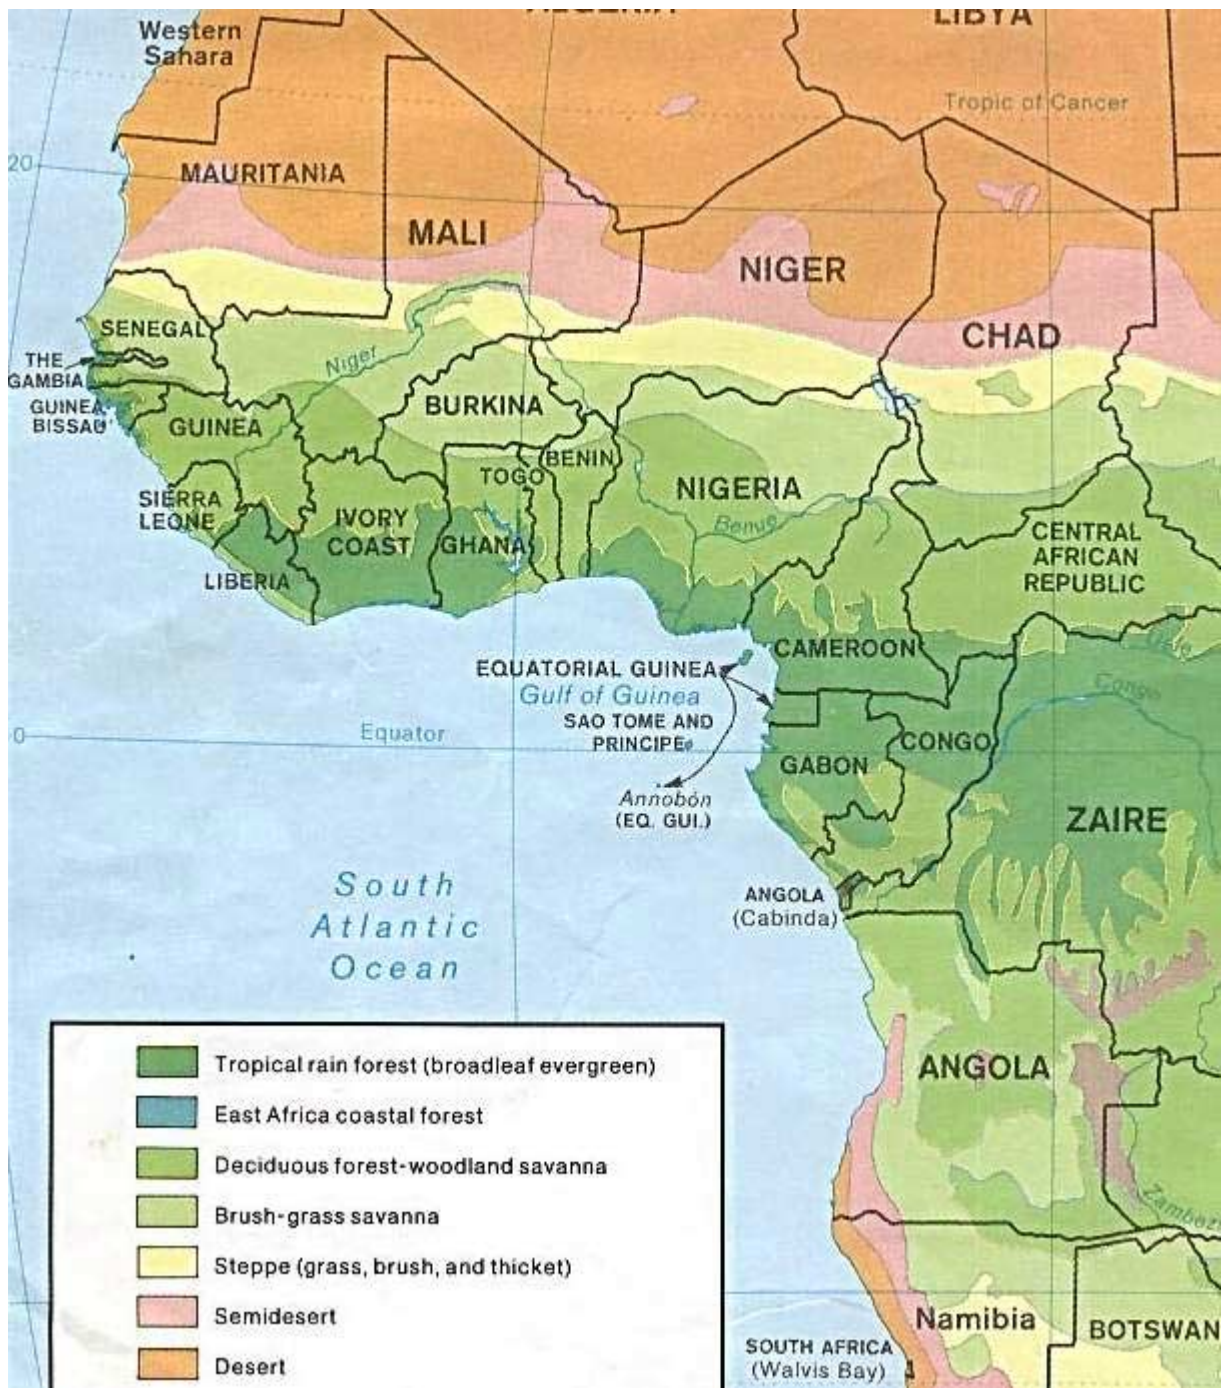 ALGERIA
LIBYA
Western
Sahara
Tropic of Cancer
20
MAURITANIA
MALI
NIGER
CHAD
SENEGAL
THE
GAMBIA
Niger
GUINEA
BISSAU
GUINEA
BURKINA
BENIN
TOGO
NIGERIA
SIERRA
LEONE
IVORY
COAST
GHANA
Benue
CENTRAL
AFRICAN
REPUBLIC
LIBERIA
CAMEROON
EQUATORIAL GUINEA
Gulf of Guinea
SAO TOME AND
PRINCIPE
Congo
0
Equator
CONGO
GABON
Annobón
(EQ. GUI.)
ZAIRE
South
Atlantic
Ocean
ANGOLA
(Cabinda)
ANGOLA
Zambezi
Tropical rain forest (broadleaf evergreen)
East Africa coastal forest
Deciduous forest-woodland savanna
Brush-grass savanna
Steppe (grass, brush, and thicket)
Semidesert
Desert
Namibia
BOTSWAN
SOUTH AFRICA
(Walvis Bay)